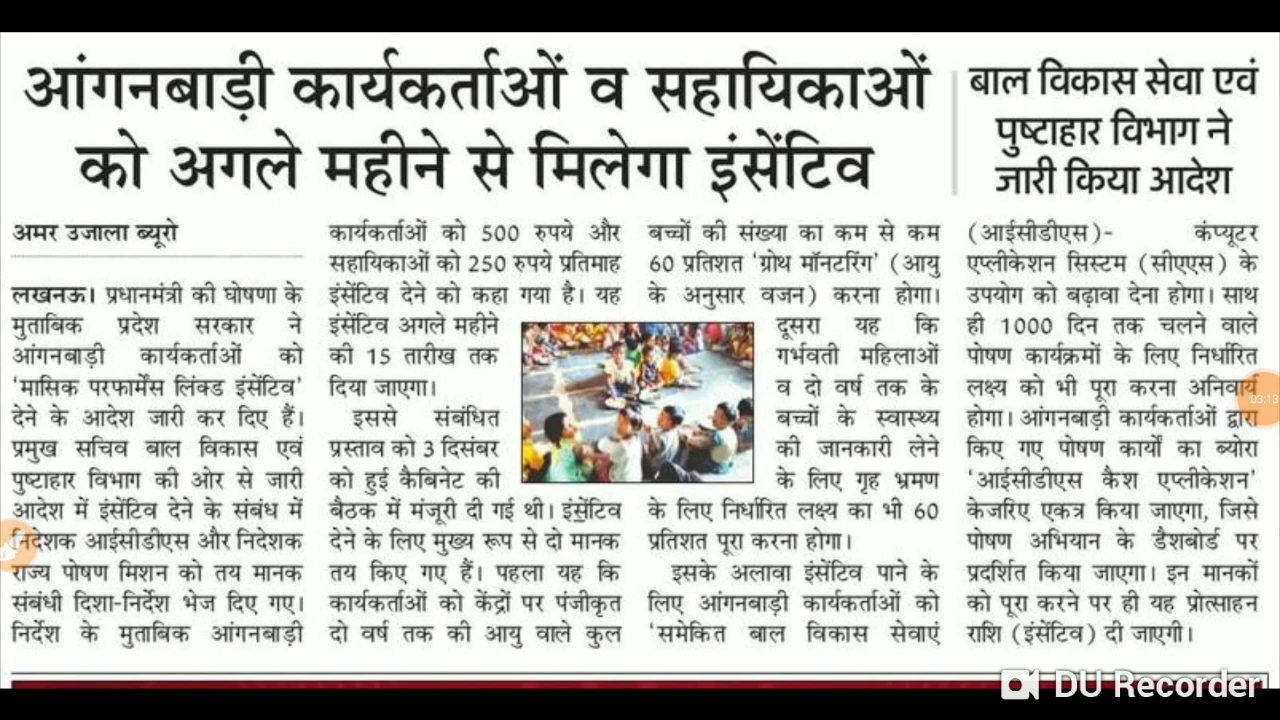 आंगनबाड़ी कार्यकर्ताओं व सहायिकाओं
को अगले महीने से मिलेगा इंसेंटिव
बाल विकास सेवा एवं
पुष्टाहार विभाग ने
जारी किया आदेश
अमर उजाला ब्यूरो
लखनऊ। प्रधानमंत्री की घोषणा के
मुताबिक प्रदेश सरकार ने
आंगनबाड़ी कार्यकर्ताओं को
‘मासिक परफार्मेंस लिंक्ड इंसेंटिव’
देने के आदेश जारी कर दिए हैं।
प्रमुख सचिव बाल विकास एवं
पुष्टाहार विभाग की ओर से जारी
आदेश में इंसेंटिव देने के संबंध में
निदेशक आईसीडीएस और निदेशक
राज्य पोषण मिशन को तय मानक
संबंधी दिशा-निर्देश भेज दिए गए।
निर्देश के मुताबिक आंगनबाड़ी
कार्यकर्ताओं को 500 रुपये और
सहायिकाओं को 250 रुपये प्रतिमाह
इंसेंटिव देने को कहा गया है। यह
इंसेंटिव अगले महीने
की 15 तारीख तक
दिया जाएगा।
इससे संबंधित
प्रस्ताव को 3 दिसंबर
को हुई कैबिनेट की
बैठक में मंजूरी दी गई थी। इंसेंटिव
देने के लिए मुख्य रूप से दो मानक
तय किए गए हैं। पहला यह कि
कार्यकर्ताओं को केंद्रों पर पंजीकृत
दो वर्ष तक की आयु वाले कुल
बच्चों की संख्या का कम से कम
60 प्रतिशत ‘ग्रोथ मॉनटरिंग’ (आयु
के अनुसार वजन) करना होगा।
दूसरा यह कि
गर्भवती महिलाओं
व दो वर्ष तक के
बच्चों के स्वास्थ्य
की जानकारी लेने
के लिए गृह भ्रमण
के लिए निर्धारित लक्ष्य का भी 60
प्रतिशत पूरा करना होगा।
इसके अलावा इंसेंटिव पाने के
लिए आंगनबाड़ी कार्यकर्ताओं को
‘समेकित बाल विकास सेवाएं
(आईसीडीएस)- कंप्यूटर
एप्लीकेशन सिस्टम (सीएएस) के
उपयोग को बढ़ावा देना होगा। साथ
ही 1000 दिन तक चलने वाले
पोषण कार्यक्रमों के लिए निर्धारित
लक्ष्य को भी पूरा करना अनिवार्य
होगा। आंगनबाड़ी कार्यकर्ताओं द्वारा
किए गए पोषण कार्यों का ब्योरा
‘आईसीडीएस कैश एप्लीकेशन’
केजरिए एकत्र किया जाएगा, जिसे
पोषण अभियान के डैशबोर्ड पर
प्रदर्शित किया जाएगा। इन मानकों
को पूरा करने पर ही यह प्रोत्साहन
राशि (इंसेंटिव) दी जाएगी।
03:13
DU Recorder